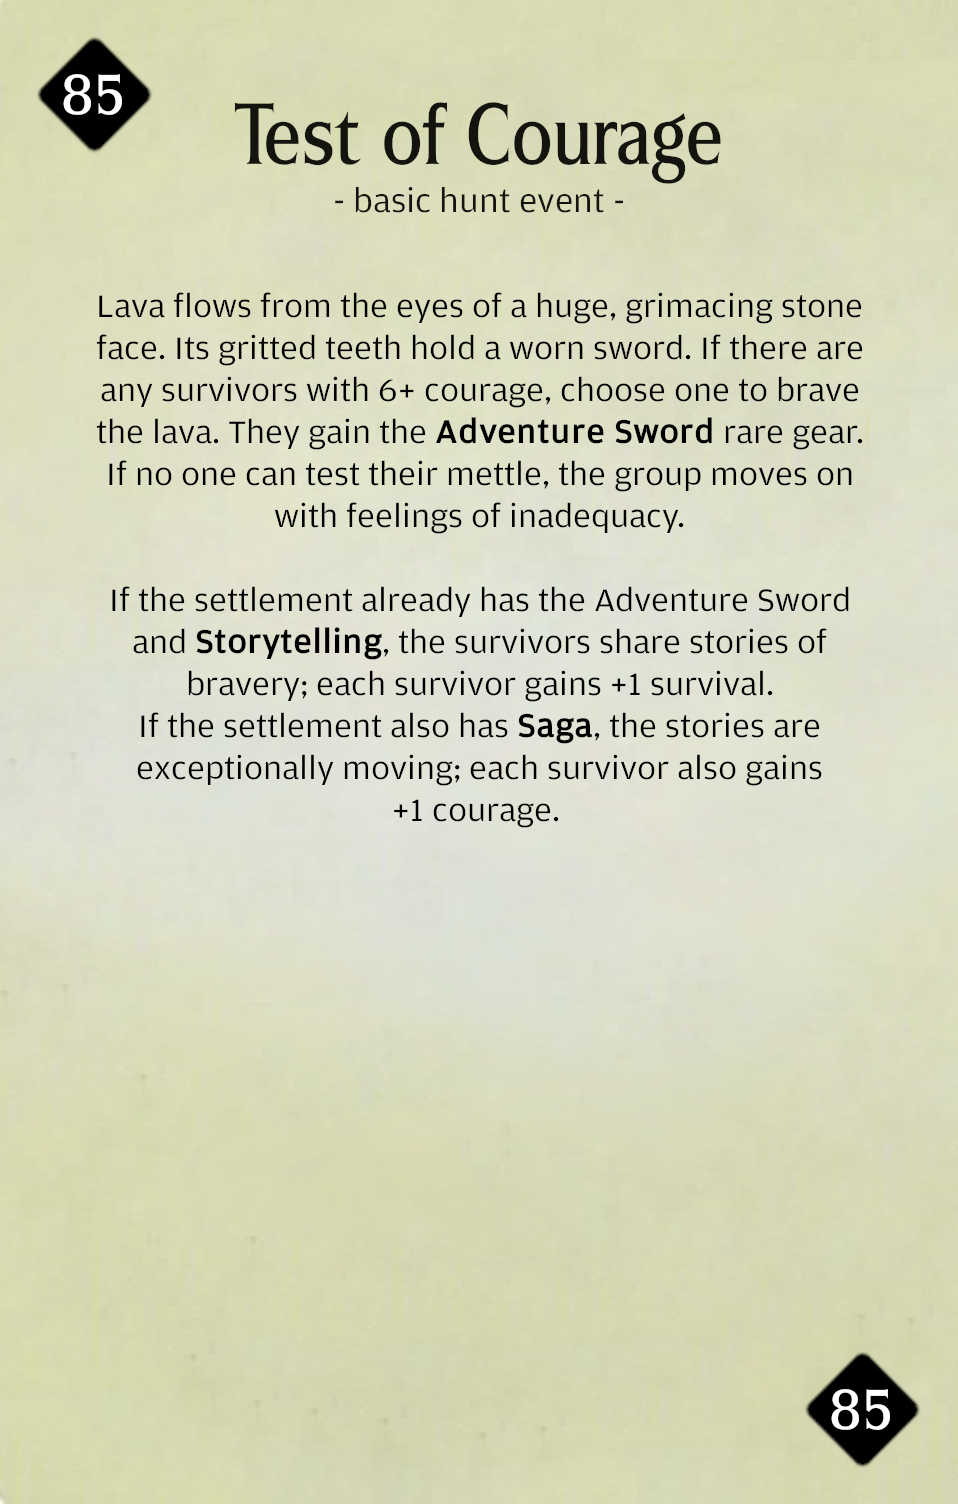 85
Test of Courage
- basic hunt event -
Lava flows from the eyes of a huge, grimacing stone
face. Its gritted teeth hold a worn sword. If there are
any survivors with 6+ courage, choose one to brave
the lava. They gain the Adventure Sword rare gear.
If no one can test their mettle, the group moves on
with feelings of inadequacy.
If the settlement already has the Adventure Sword
and Storytelling, the survivors share stories of
bravery; each survivor gains +1 survival.
If the settlement also has Saga, the stories are
exceptionally moving; each survivor also gains
+1 courage.
85